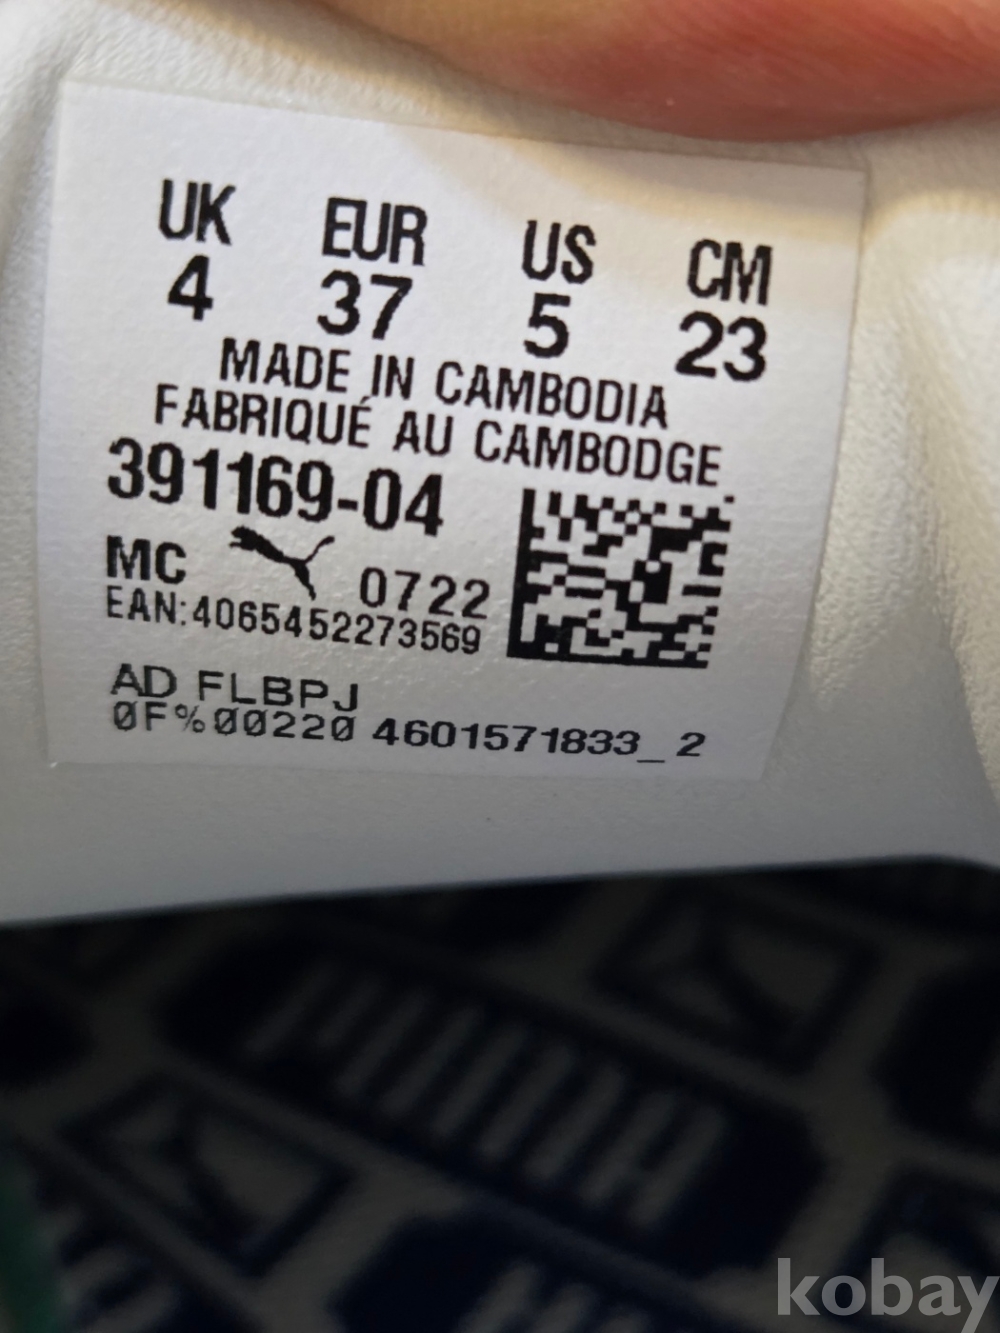 UK EUR US CM
4 37 5 23
MADE IN CAMBODIA
FABRIQUÉ AU CAMBODGE
391169-04
MC 0722
EAN:4065452273569
AD FLBPJ
0F%00220 4601571833_2
kobay